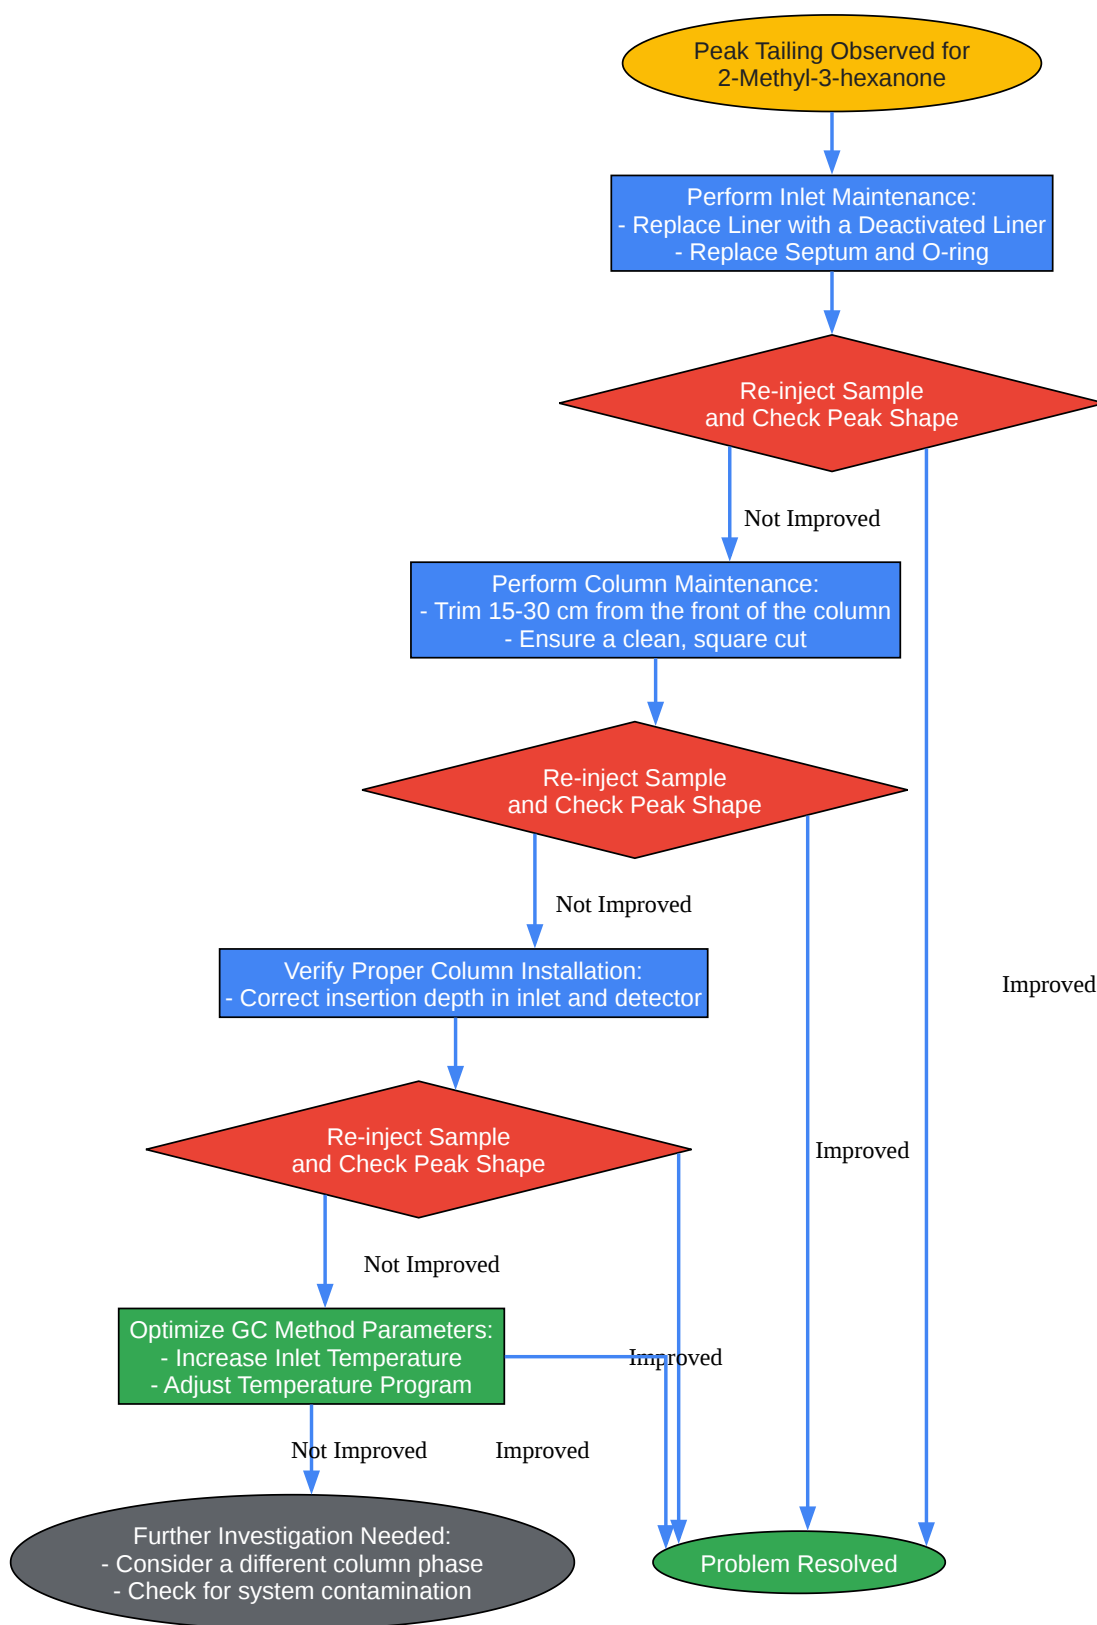 Peak Tailing Observed for
2-Methyl-3-hexanone
Perform Inlet Maintenance:
- Replace Liner with a Deactivated Liner
- Replace Septum and O-ring
Re-inject Sample
and Check Peak Shape
Not Improved
Perform Column Maintenance:
- Trim 15-30 cm from the front of the column
- Ensure a clean, square cut
Re-inject Sample
and Check Peak Shape
Not Improved
Verify Proper Column Installation:
- Correct insertion depth in inlet and detector
Improved
Re-inject Sample
and Check Peak Shape
Improved
Not Improved
Optimize GC Method Parameters:
- Increase Inlet Temperature
- Adjust Temperature Program
Improved
Not Improved
Improved
Further Investigation Needed:
- Consider a different column phase
- Check for system contamination
Problem Resolved